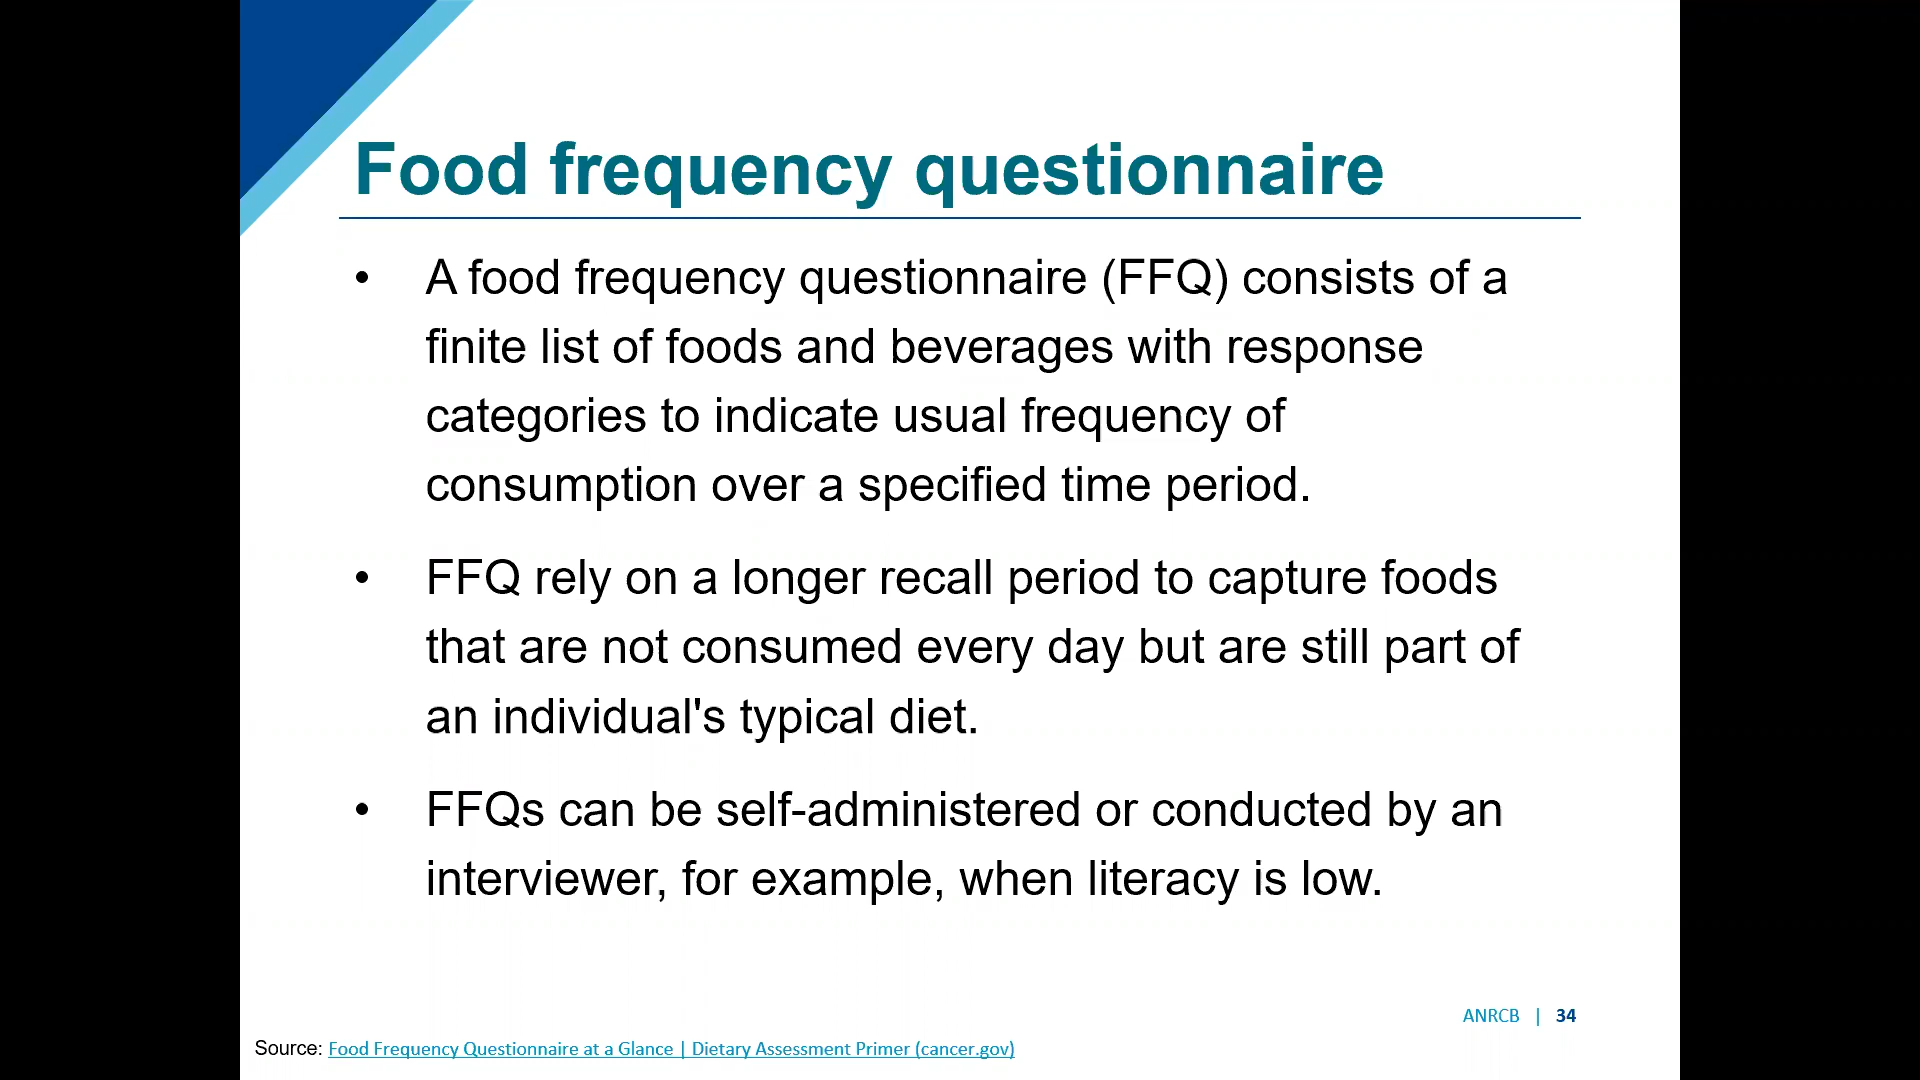 Food frequency questionnaire
• A food frequency questionnaire (FFQ) consists of a
finite list of foods and beverages with response
categories to indicate usual frequency of
consumption over a specified time period.
• FFQ rely on a longer recall period to capture foods
that are not consumed every day but are still part of
an individual's typical diet.
• FFQs can be self-administered or conducted by an
interviewer, for example, when literacy is low.
ANRCB | 34
Source: Food Frequency Questionnaire at a Glance | Dietary Assessment Primer (cancer.gov)